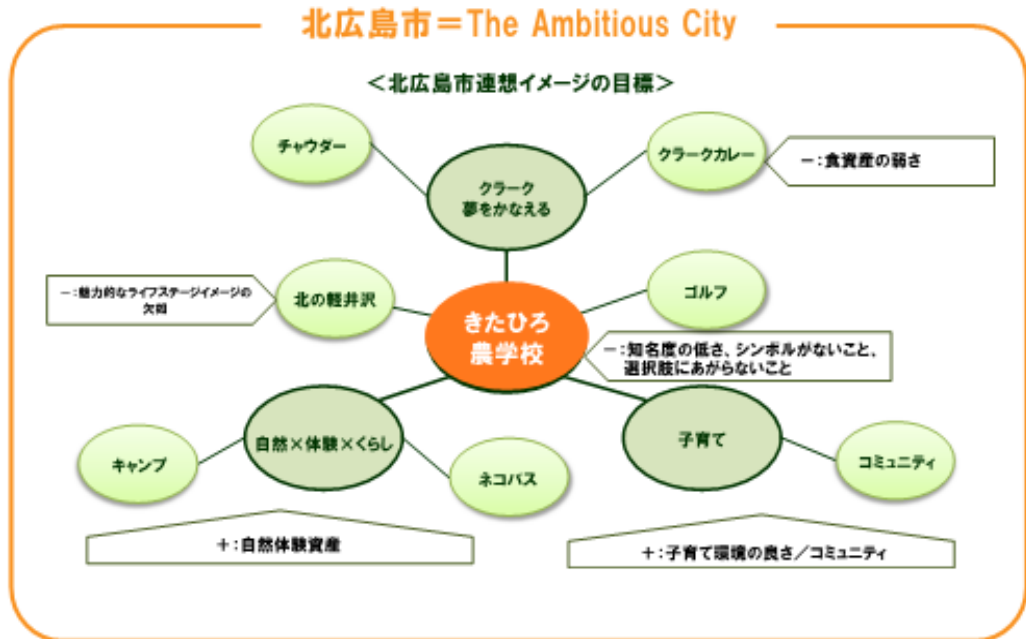 北広島市=The Ambitious City
<北広島市連想イメージの目標>
チャウダー
クラークカレー
-:食資産の弱さ
クラーク
夢をかなえる
-:魅力的なライフステージイメージの
欠如
北の軽井沢
ゴルフ
きたひろ
農学校
-:知名度の低さ、シンボルがないこと、
選択肢にあがらないこと
自然×体験×くらし
子育て
キャンプ
ネコバス
コミュニティ
+:自然体験資産
+:子育て環境の良さ/コミュニティ